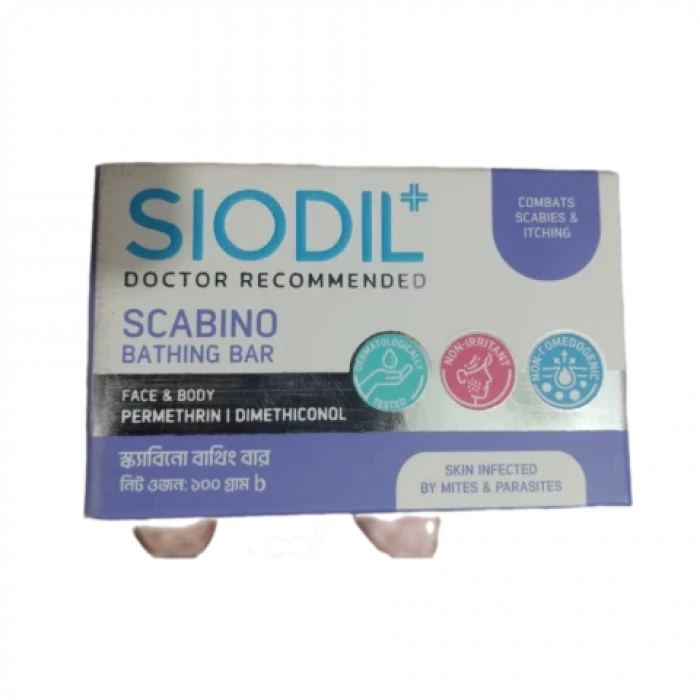 SIODIL+
DOCTOR RECOMMENDED
COMBATS
SCABIES &
ITCHING
SCABINO
BATHING BAR
DERMATOLOGICALLY
TESTED
NON-IRRITANT
NON-COMEDOGENIC
FACE & BODY
PERMETHRIN | DIMETHICONOL
স্ক্যাবিনো বাথিং বার
নিট ওজন: ১০০ গ্রাম b
SKIN INFECTED
BY MITES & PARASITES